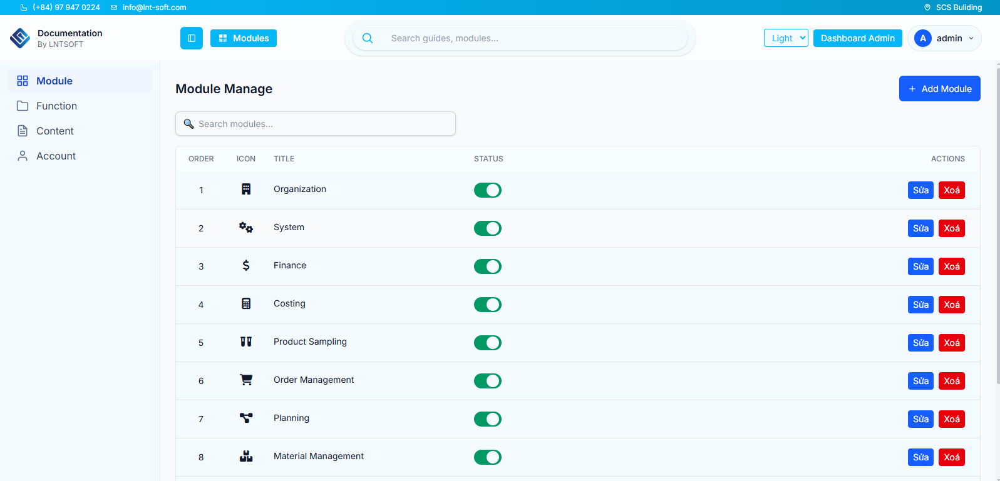 (+84) 97 947 0224 info@lnt-soft.com SCS Buliding
Documentation
By LNTSOFT
Modules
Search guides, modules...
Light
Dashboard Admin
A admin
Module
Function
Content
Account
Module Manage
+ Add Module
Search modules...
ORDER ICON TITLE STATUS ACTIONS
1 Organization Sửa Xoá
2 System Sửa Xoá
3 $ Finance Sửa Xoá
4 Costing Sửa Xoá
5 Product Sampling Sửa Xoá
6 Order Management Sửa Xoá
7 Planning Sửa Xoá
8 Material Management Sửa Xoá